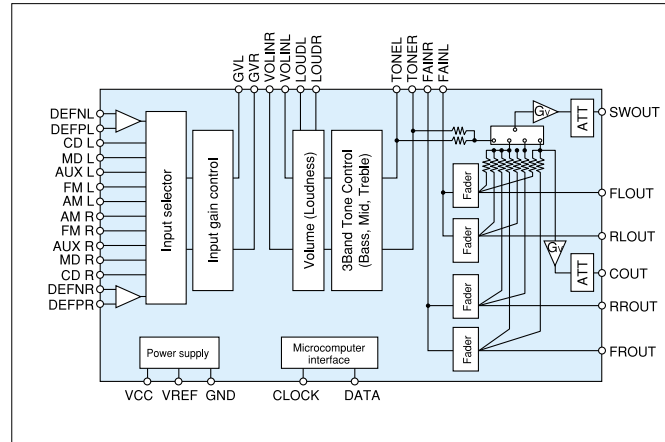 GVL
GVR
VOLINR
VOLINL
LOUDL
LOUDR
TONEL
TONER
FAINR
FAINL
DEFNL
DEFPL
CD L
MD L
AUX L
FM L
AM L
AM R
FM R
AUX R
MD R
CD R
DEFNR
DEFPR
Input selector
Input gain control
Volume (Loudness)
3Band Tone Control
(Bass, Mid, Treble)
Gv
ATT
SWOUT
Fader
FLOUT
Fader
RLOUT
Gv
ATT
COUT
Fader
RROUT
Fader
FROUT
Power supply
Microcomputer
interface
VCC
VREF
GND
CLOCK
DATA